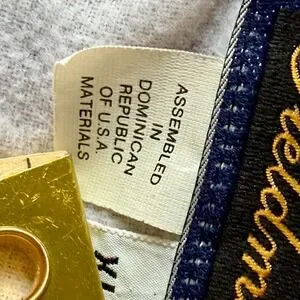 ASSEMBLED
IN
DOMINICAN
REPUBLIC
OF U.S.A.
MATERIALS